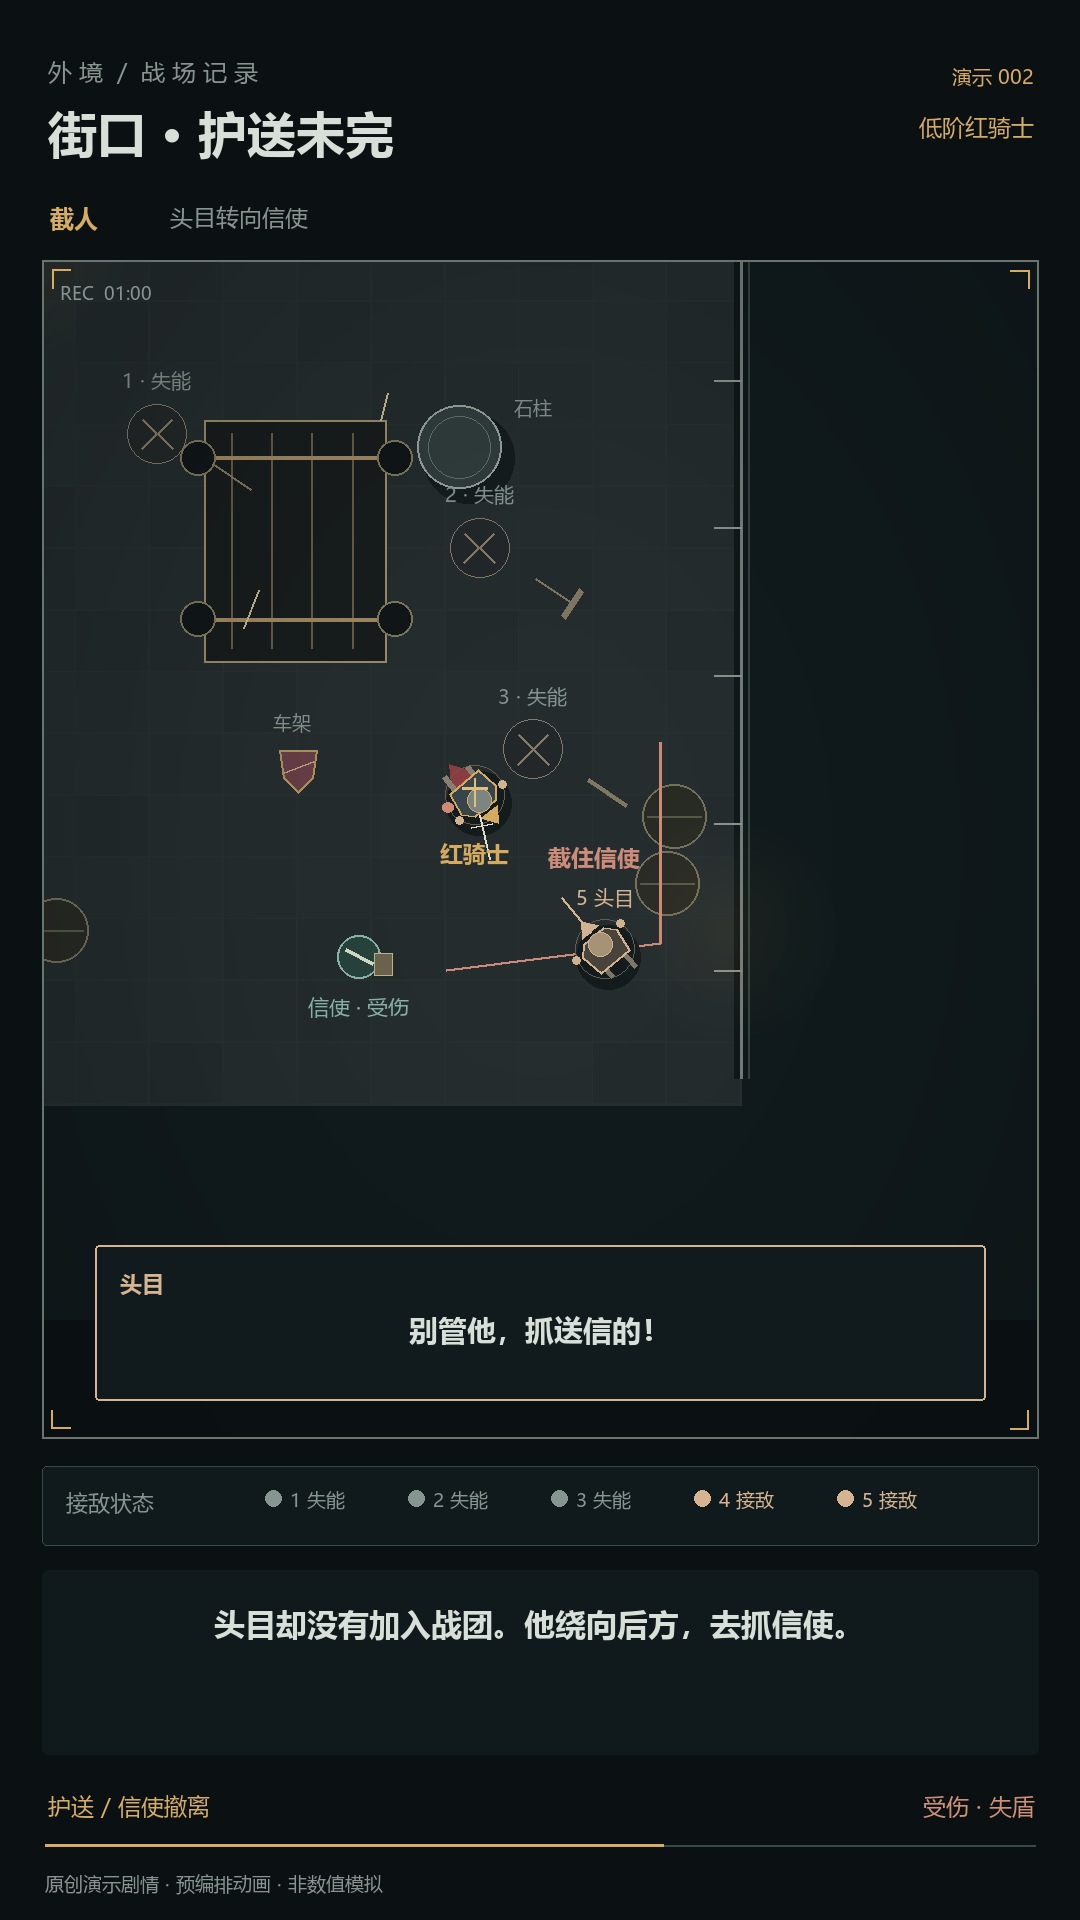 外境 / 战场记录
演示 002
街口·护送未完
低阶红骑士
截人 头目转向信使
REC 01:00
1 · 失能
石柱
2 · 失能
3 · 失能
车架
红骑士
截住信使
5 头目
信使 · 受伤
头目
别管他，抓送信的！
接敌状态 1 失能 2 失能 3 失能 4 接敌 5 接敌
头目却没有加入战团。他绕向后方，去抓信使。
护送 / 信使撤离
受伤 · 失盾
原创演示剧情 · 预编排动画 · 非数值模拟